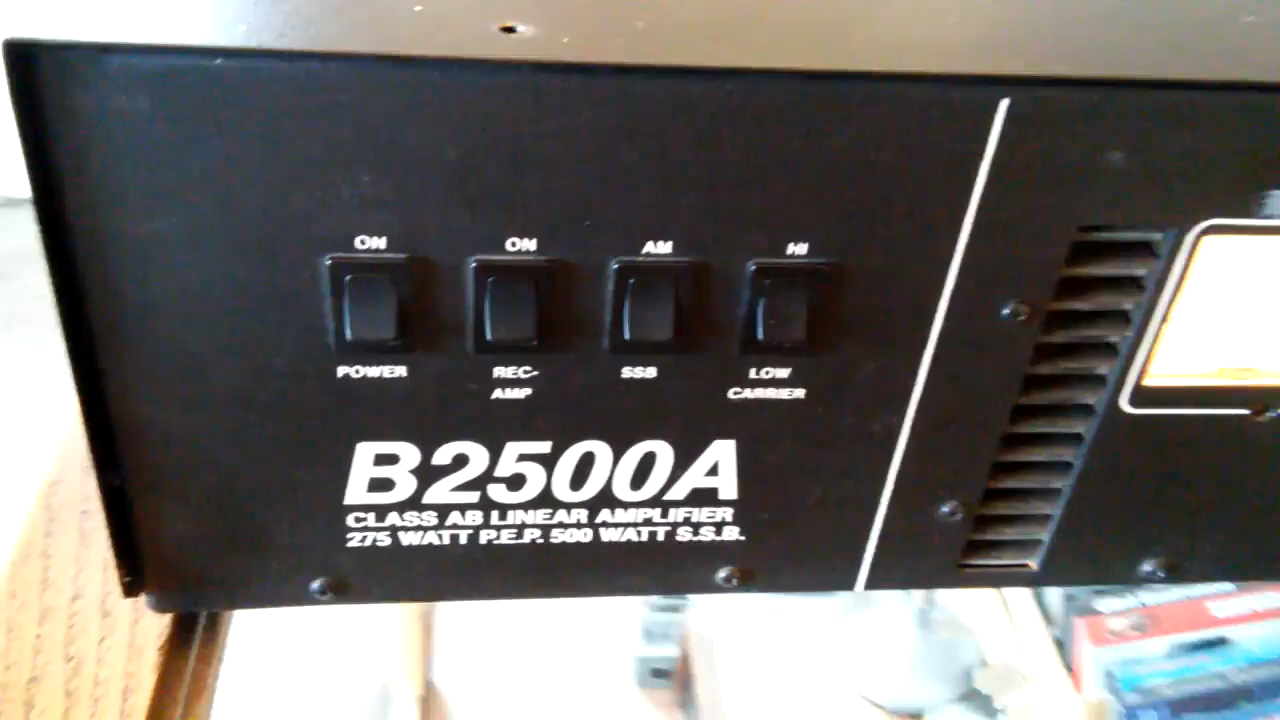 ON ON AM HI
POWER REC- SSB LOW
AMP CARRIER
B2500A
CLASS AB LINEAR AMPLIFIER
275 WATT P.E.P. 500 WATT S.S.B.